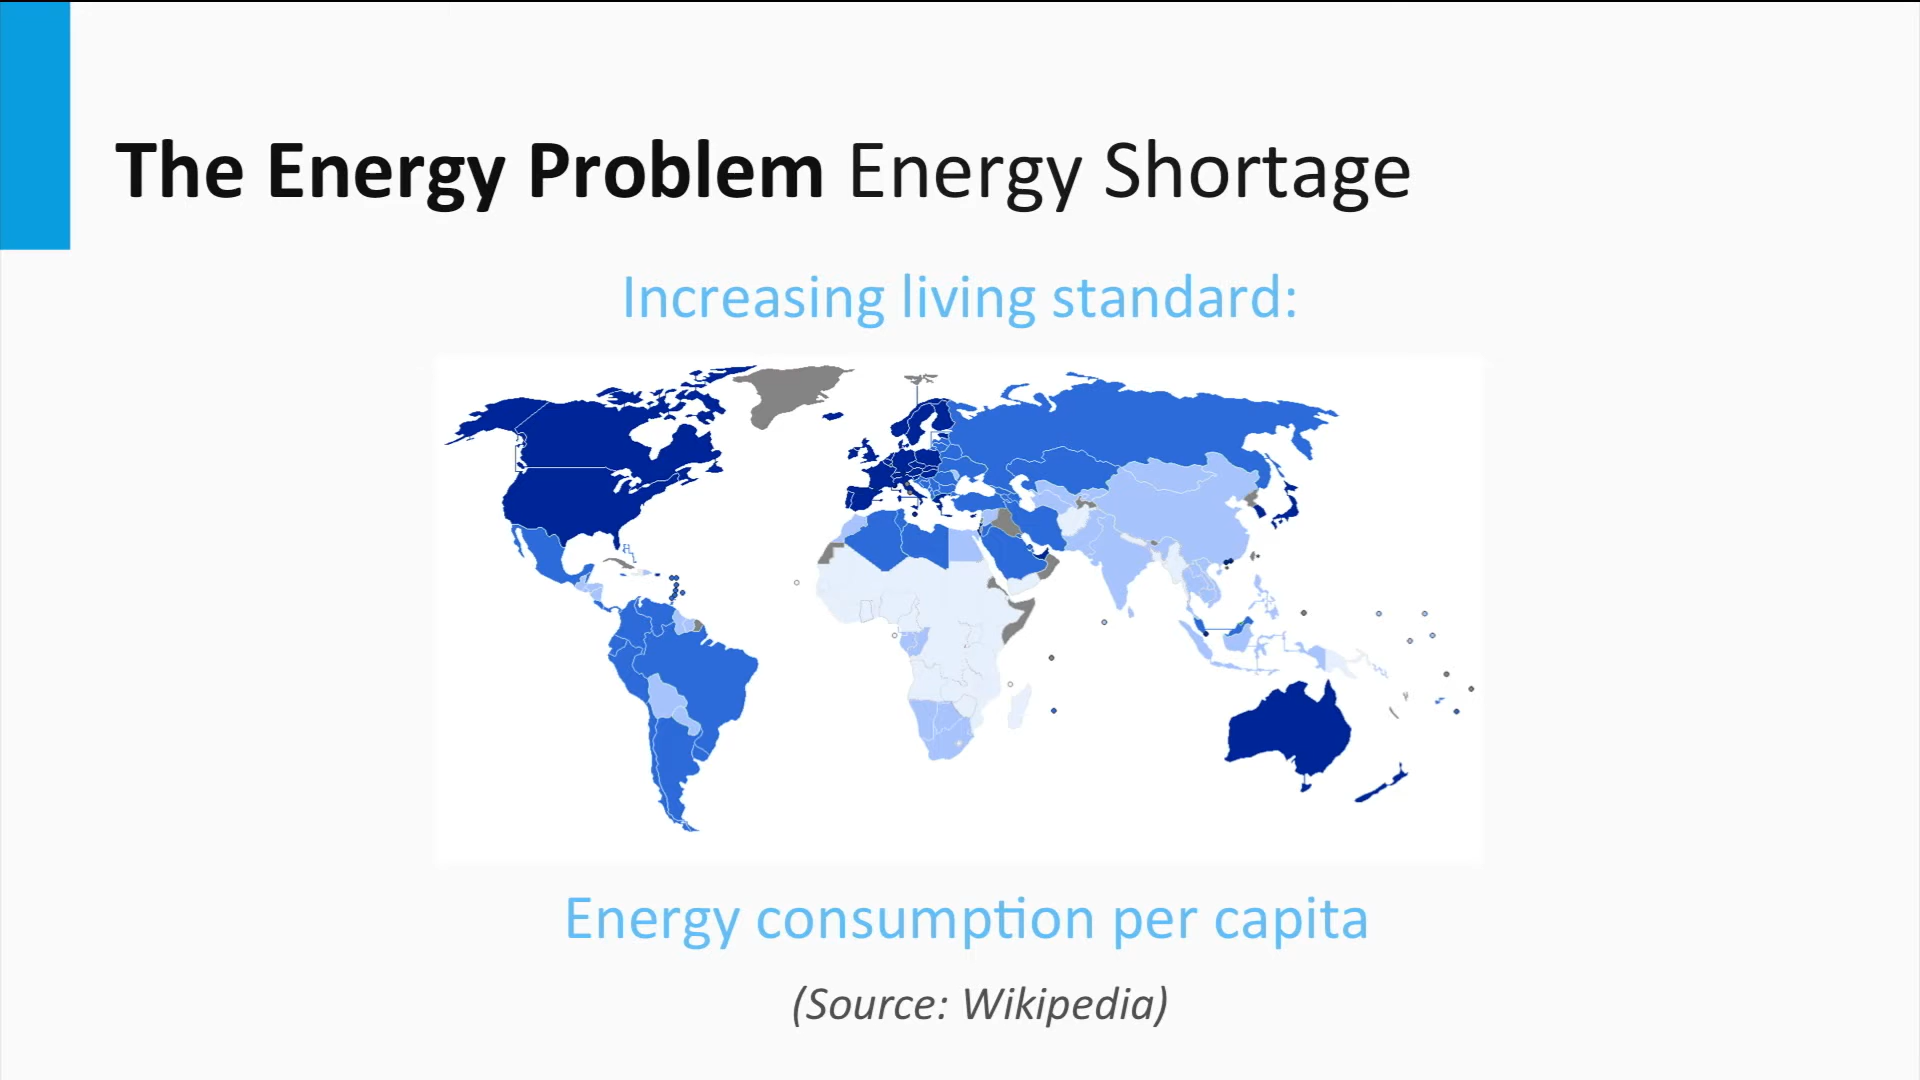 The Energy Problem Energy Shortage
Increasing living standard:
Energy consumption per capita
(Source: Wikipedia)